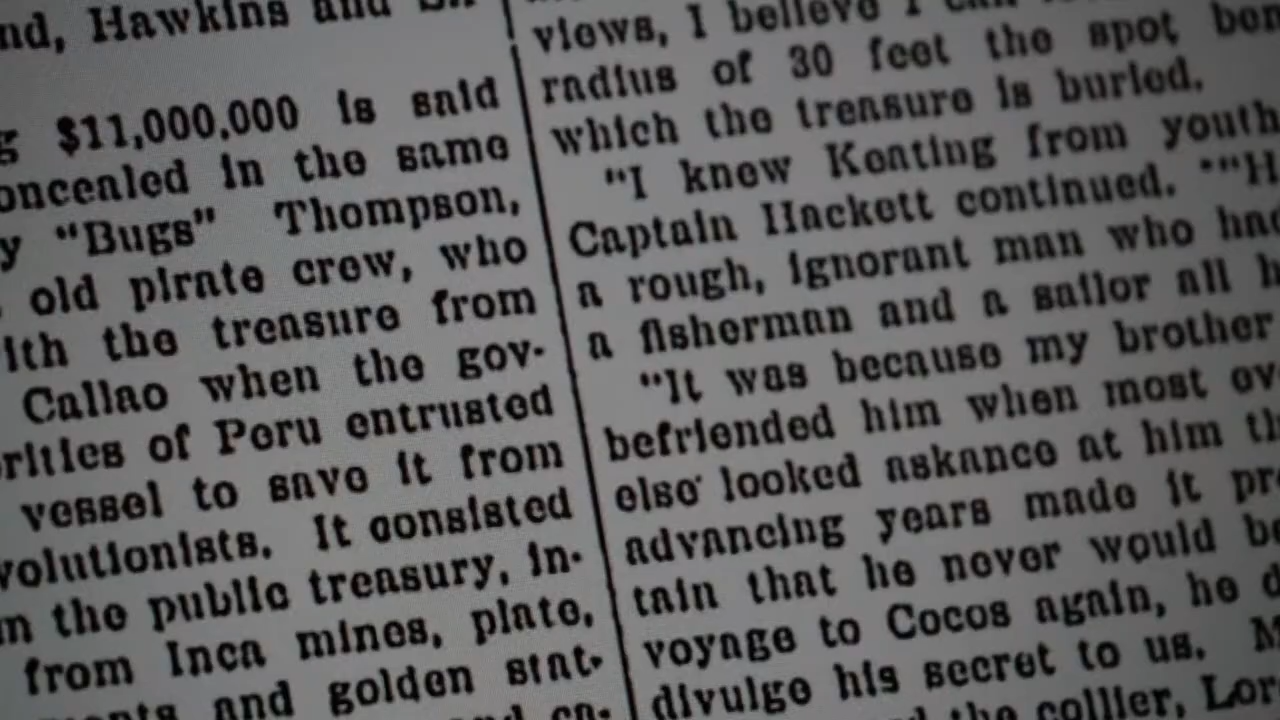 nd, Hawkins and
$11,000,000 is said
oncealed in the same
y "Bugs" Thompson,
old pirate crew, who
ith the treasure from
Callao when the gov-
rities of Peru entrusted
vessel to save it from
volutionists. It consisted
n the public treasury, in-
from Inca mines, plate,
and golden stat-
views, I believe I can
radius of 30 feet the spot ben
which the treasure is buried.
"I knew Keating from youth
Captain Hackett continued. "'H
a rough, ignorant man who had
a fisherman and a sailor all h
"It was because my brother
befriended him when most ev
else looked askance at him th
advancing years made it pr
tain that he never would be
voyage to Cocos again, he d
divulge his secret to us. M
the collier, Lor